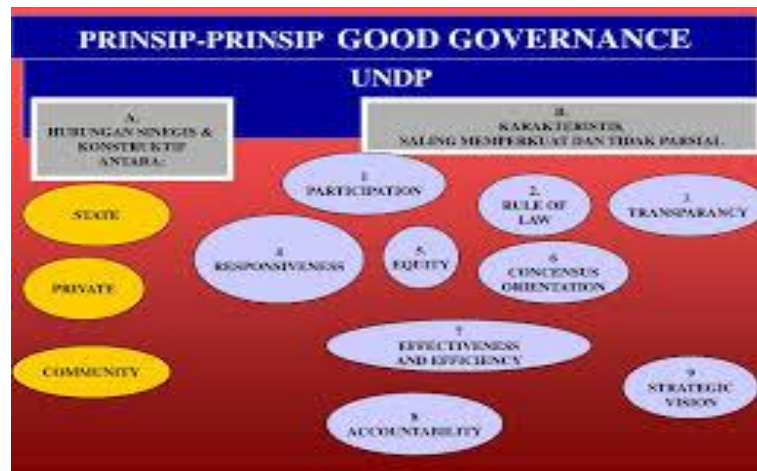 PRINSIP-PRINSIP GOOD GOVERNANCE
UNDP
A.
HUBUNGAN SINEGIS &
KONSTRUKTIF
ANTARA:
STATE
PRIVATE
COMMUNITY
B.
KARAKTERISTIK,
SALING MEMPERKUAT DAN TIDAK PARSIAL
1
PARTICIPATION
2.
RULE OF
LAW
3.
TRANSPARANCY
4.
RESPONSIVENESS
5.
EQUITY
6
CONCENSUS
ORIENTATION
7
EFFECTIVENESS
AND EFFICIENCY
8
ACCOUNTABILITY
9
STRATEGIC
VISION